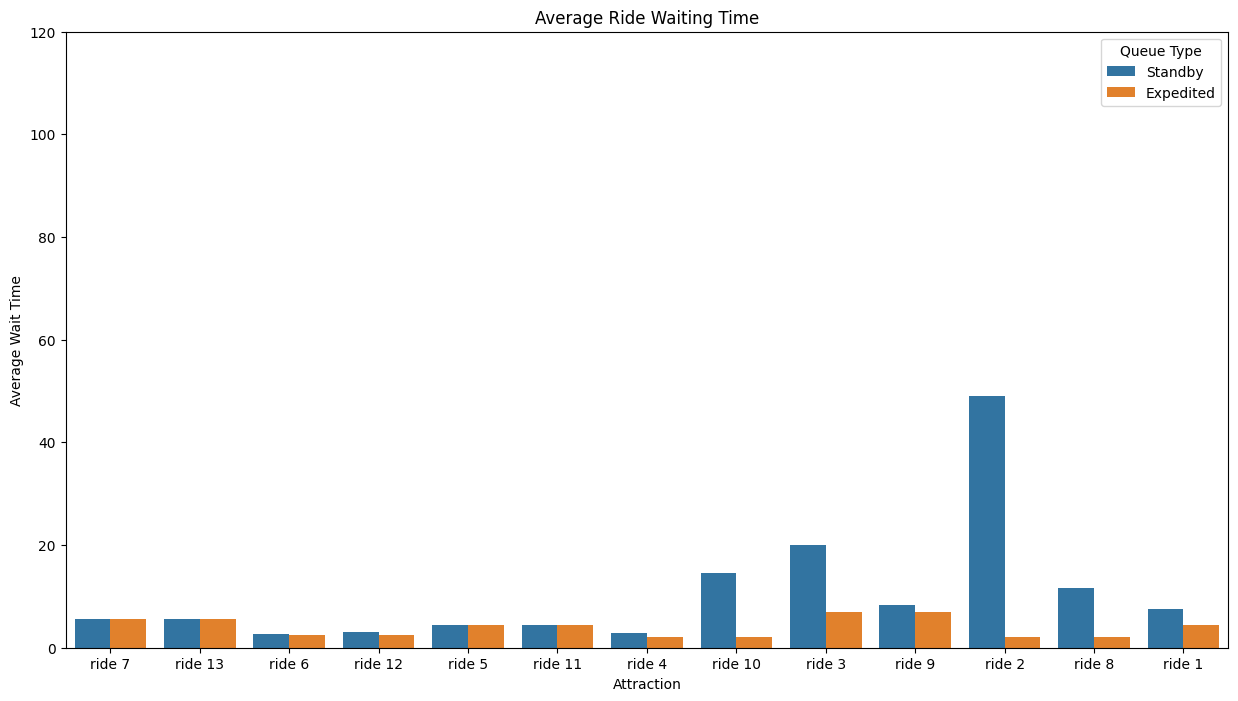 Average Ride Waiting Time
120
100
80
60
40
20
0
Average Wait Time
Queue Type
Standby
Expedited
ride 7 ride 13 ride 6 ride 12 ride 5 ride 11 ride 4 ride 10 ride 3 ride 9 ride 2 ride 8 ride 1
Attraction